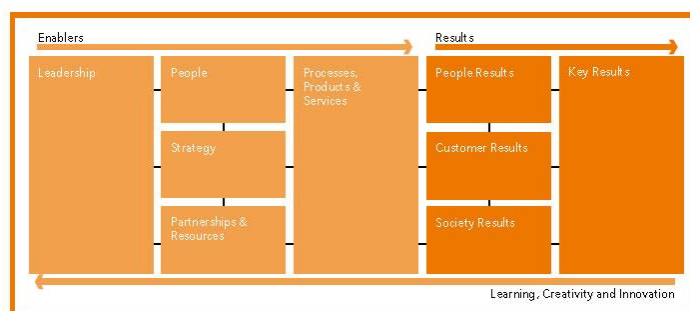 Enablers
Results
Leadership
People
Processes,
Products &
Services
People Results
Key Results
Strategy
Customer Results
Partnerships &
Resources
Society Results
Learning, Creativity and Innovation